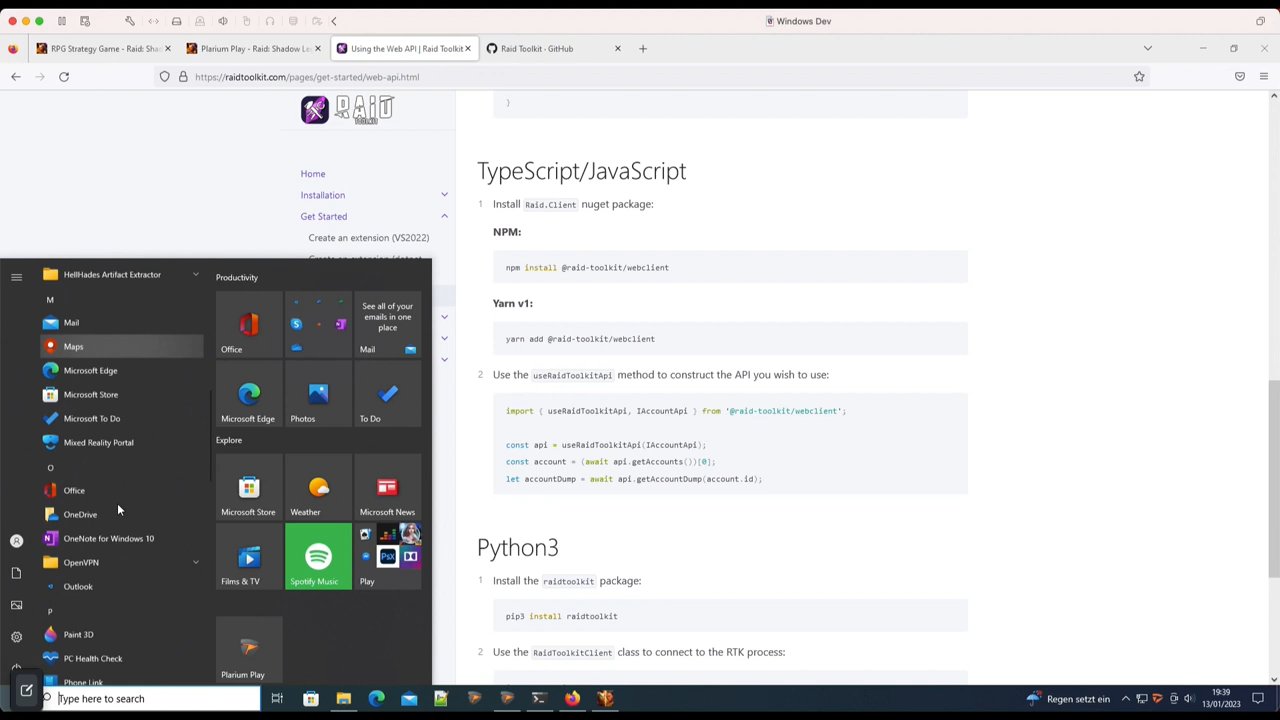 Windows Dev
RPG Strategy Game - Raid: Shad
Plarium Play - Raid: Shadow Le
Using the Web API | Raid Toolkit
Raid Toolkit · GitHub
https://raidtoolkit.com/pages/get-started/web-api.html
RAID
TOOLKIT
Home
Installation
Get Started
Create an extension (VS2022)
}
TypeScript/JavaScript
1 Install Raid.Client nuget package:
NPM:
npm install @raid-toolkit/webclient
Yarn v1:
yarn add @raid-toolkit/webclient
2 Use the useRaidToolkitApi method to construct the API you wish to use:
import { useRaidToolkitApi, IAccountApi } from '@raid-toolkit/webclient';
const api = useRaidToolkitApi(IAccountApi);
const account = (await api.getAccounts())[0];
let accountDump = await api.getAccountDump(account.id);
Python3
1 Install the raidtoolkit package:
pip3 install raidtoolkit
2 Use the RaidToolkitClient class to connect to the RTK process:
HellHades Artifact Extractor
M
Mail
Maps
Microsoft Edge
Microsoft Store
Microsoft To Do
Mixed Reality Portal
O
Office
OneDrive
OneNote for Windows 10
OpenVPN
Outlook
P
Paint 3D
PC Health Check
Phone Link
Productivity
Office
See all of your
emails in one
place
Mail
Microsoft Edge
Photos
To Do
Explore
Microsoft Store
Weather
Microsoft News
Films & TV
Spotify Music
Play
Plarium Play
Type here to search
Regen setzt ein
19:39
13/01/2023